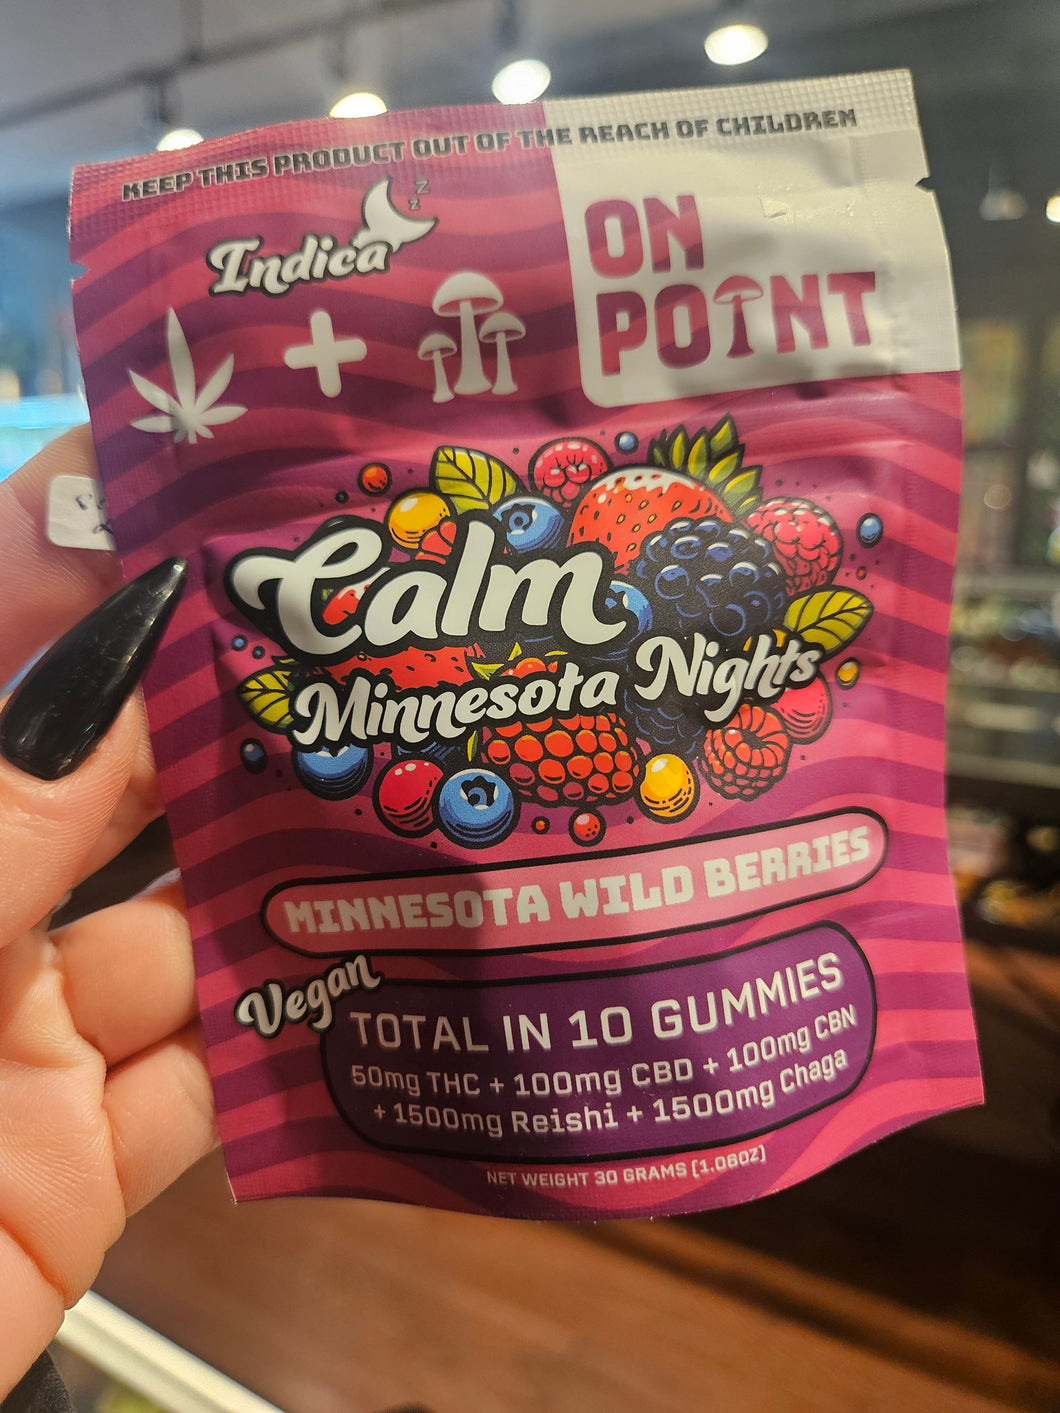 KEEP THIS PRODUCT OUT OF THE REACH OF CHILDREN
Indica
z
z
ON
POINT
Calm
Minnesota Nights
MINNESOTA WILD BERRIES
Vegan
TOTAL IN 10 GUMMIES
50mg THC + 100mg CBD + 100mg CBN
+ 1500mg Reishi + 1500mg Chaga
NET WEIGHT 30 GRAMS [1.06OZ]